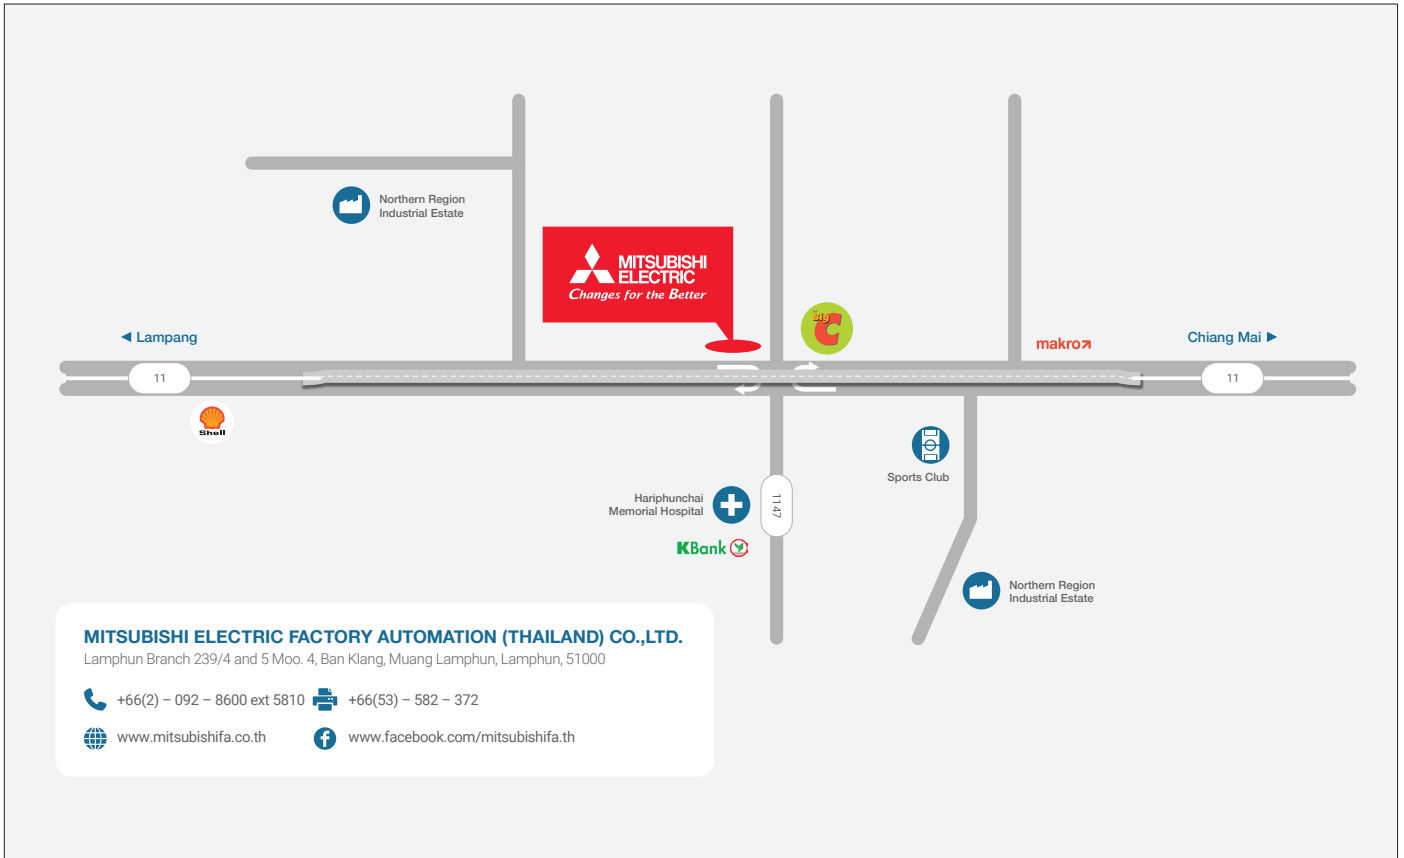 Northern Region
Industrial Estate
MITSUBISHI
ELECTRIC
Changes for the Better
Big
C
◀ Lampang
makro
Chiang Mai ▶
11
11
Shell
Sports Club
Hariphunchai
Memorial Hospital
1147
KBank
Northern Region
Industrial Estate
MITSUBISHI ELECTRIC FACTORY AUTOMATION (THAILAND) CO.,LTD.
Lamphun Branch 239/4 and 5 Moo. 4, Ban Klang, Muang Lamphun, Lamphun, 51000
+66(2) – 092 – 8600 ext 5810
+66(53) – 582 – 372
www.mitsubishifa.co.th
www.facebook.com/mitsubishifa.th